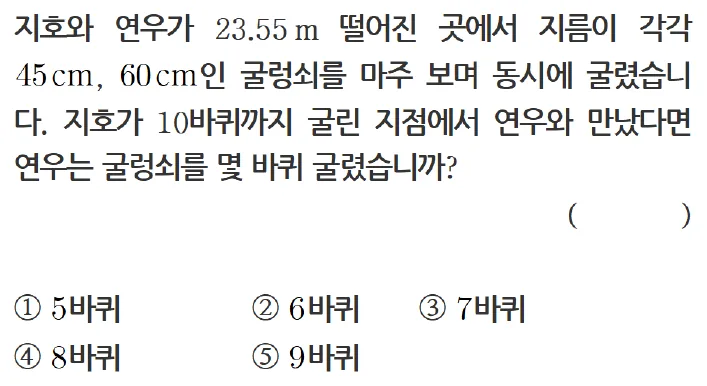 지호와 연우가 23.55 m 떨어진 곳에서 지름이 각각
45 cm, 60 cm인 굴렁쇠를 마주 보며 동시에 굴렸습니
다. 지호가 10바퀴까지 굴린 지점에서 연우와 만났다면
연우는 굴렁쇠를 몇 바퀴 굴렸습니까?
( )
① 5바퀴 ② 6바퀴 ③ 7바퀴
④ 8바퀴 ⑤ 9바퀴